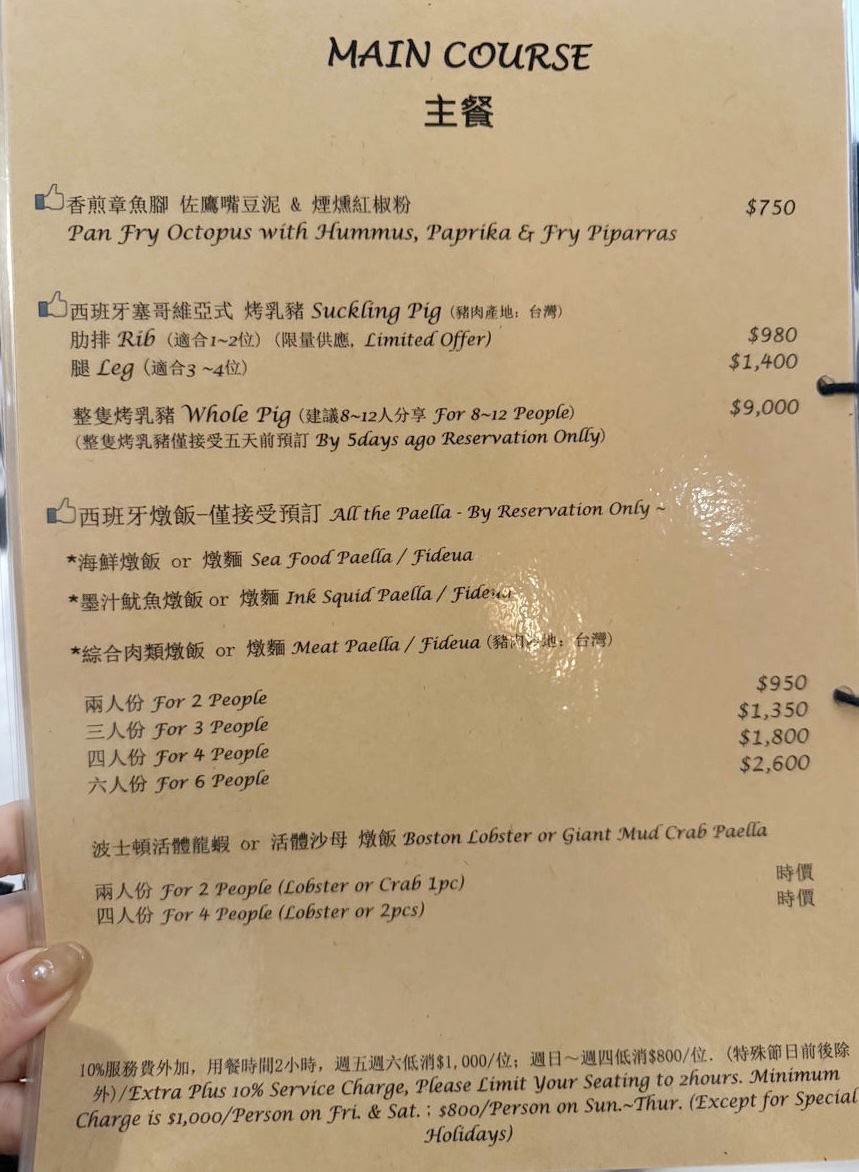 MAIN COURSE
主餐
香煎章魚腳 佐鷹嘴豆泥 & 煙燻紅椒粉 $750
Pan Fry Octopus with Hummus, Paprika & Fry Piparras
西班牙塞哥維亞式 烤乳豬 Suckling Pig (豬肉產地：台灣)
肋排 Rib (適合1~2位) (限量供應, Limited Offer) $980
腿 Leg (適合3 ~4位) $1,400
整隻烤乳豬 Whole Pig (建議8~12人分享 For 8~12 People) $9,000
(整隻烤乳豬僅接受五天前預訂 By 5days ago Reservation Onlly)
西班牙燉飯-僅接受預訂 All the Paella - By Reservation Only ~
*海鮮燉飯 or 燉麵 Sea Food Paella / Fideua
*墨汁魷魚燉飯 or 燉麵 Ink Squid Paella /
*綜合肉類燉飯 or 燉麵 Meat Paella / Fideua (豬肉地：台灣)
兩人份 For 2 People $950
三人份 For 3 People $1,350
四人份 For 4 People $1,800
六人份 For 6 People $2,600
波士頓活體龍蝦 or 活體沙母 燉飯 Boston Lobster or Giant Mud Crab Paella
兩人份 For 2 People (Lobster or Crab 1pc) 時價
四人份 For 4 People (Lobster or 2pcs) 時價
10%服務費外加，用餐時間2小時，週五週六低消$1,000/位；週日～週四低消$800/位．(特殊節日前後除
外)/Extra Plus 10% Service Charge, Please Limit Your Seating to 2hours. Minimum
Charge is $1,000/Person on Fri. & Sat.；$800/Person on Sun.~Thur. (Except for Special
Holidays)